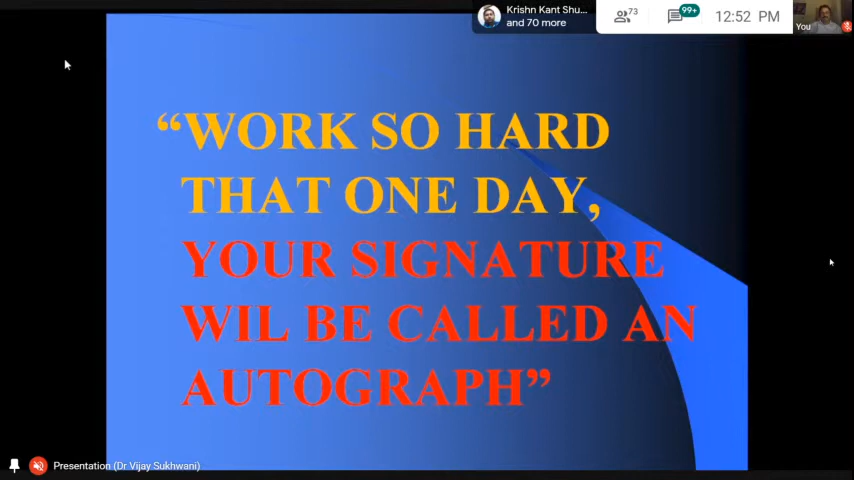 Krishn Kant Shu...
and 70 more
73
99+
12:52 PM
You
“WORK SO HARD
THAT ONE DAY,
YOUR SIGNATURE
WIL BE CALLED AN
AUTOGRAPH”
Presentation (Dr Vijay Sukhwani)